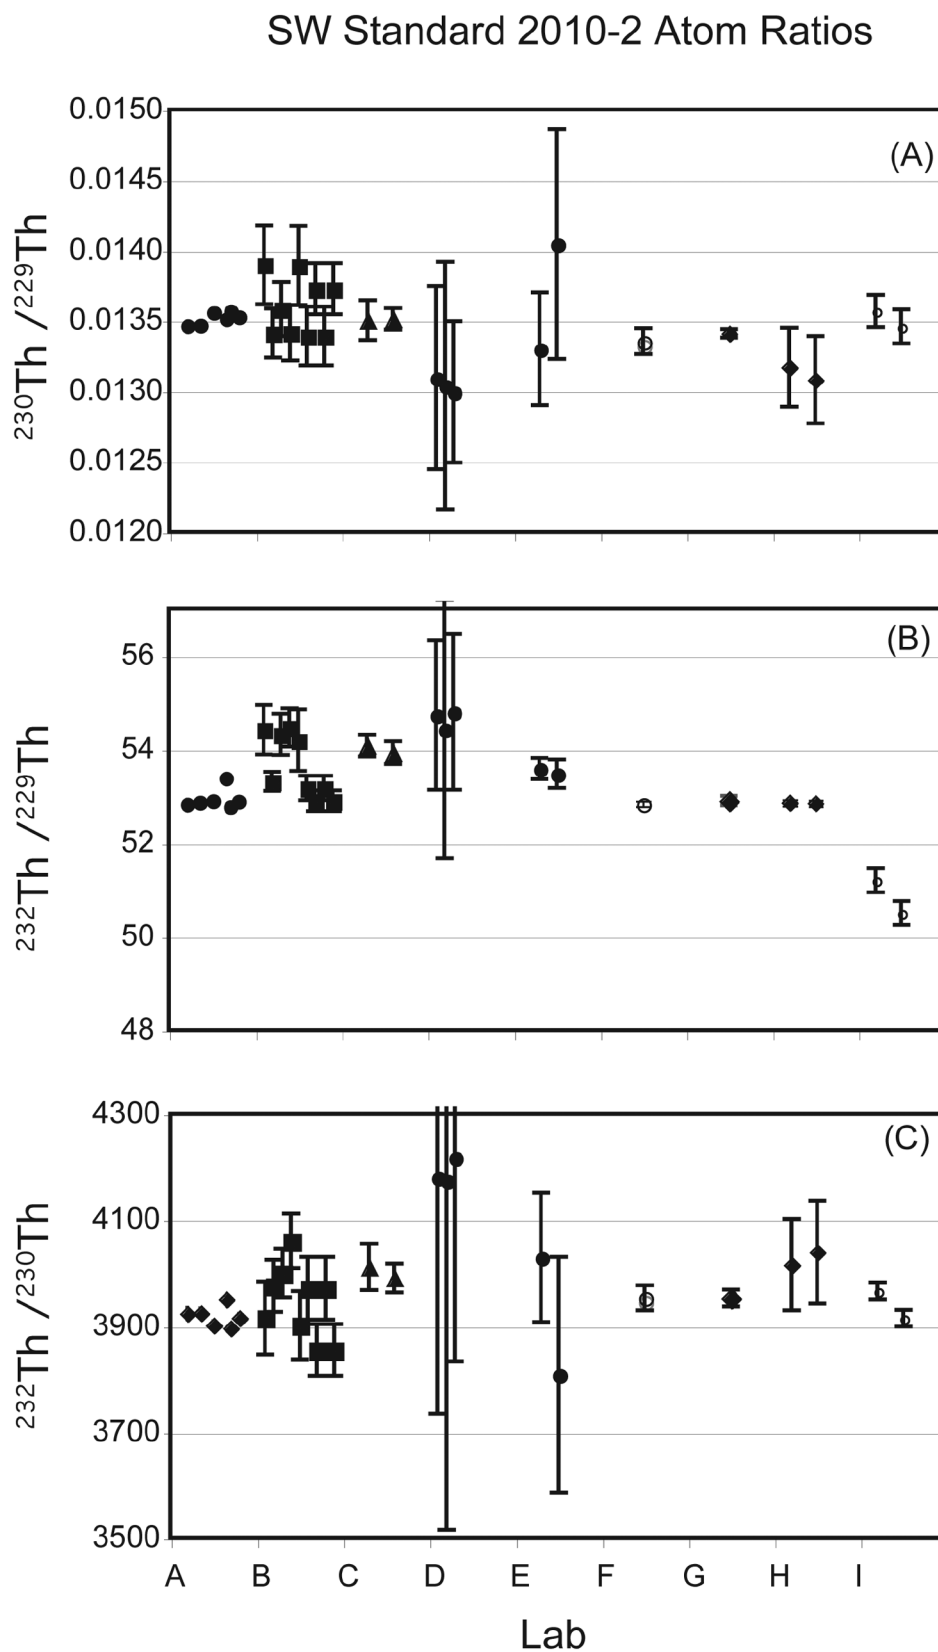 SW Standard 2010-2 Atom Ratios
(A)
0.0150
0.0145
0.0140
0.0135
0.0130
0.0125
0.0120
²³⁰Th /²²⁹Th
(B)
56
54
52
50
48
²³²Th /²²⁹Th
(C)
4300
4100
3900
3700
3500
²³²Th /²³⁰Th
A B C D E F G H I
Lab